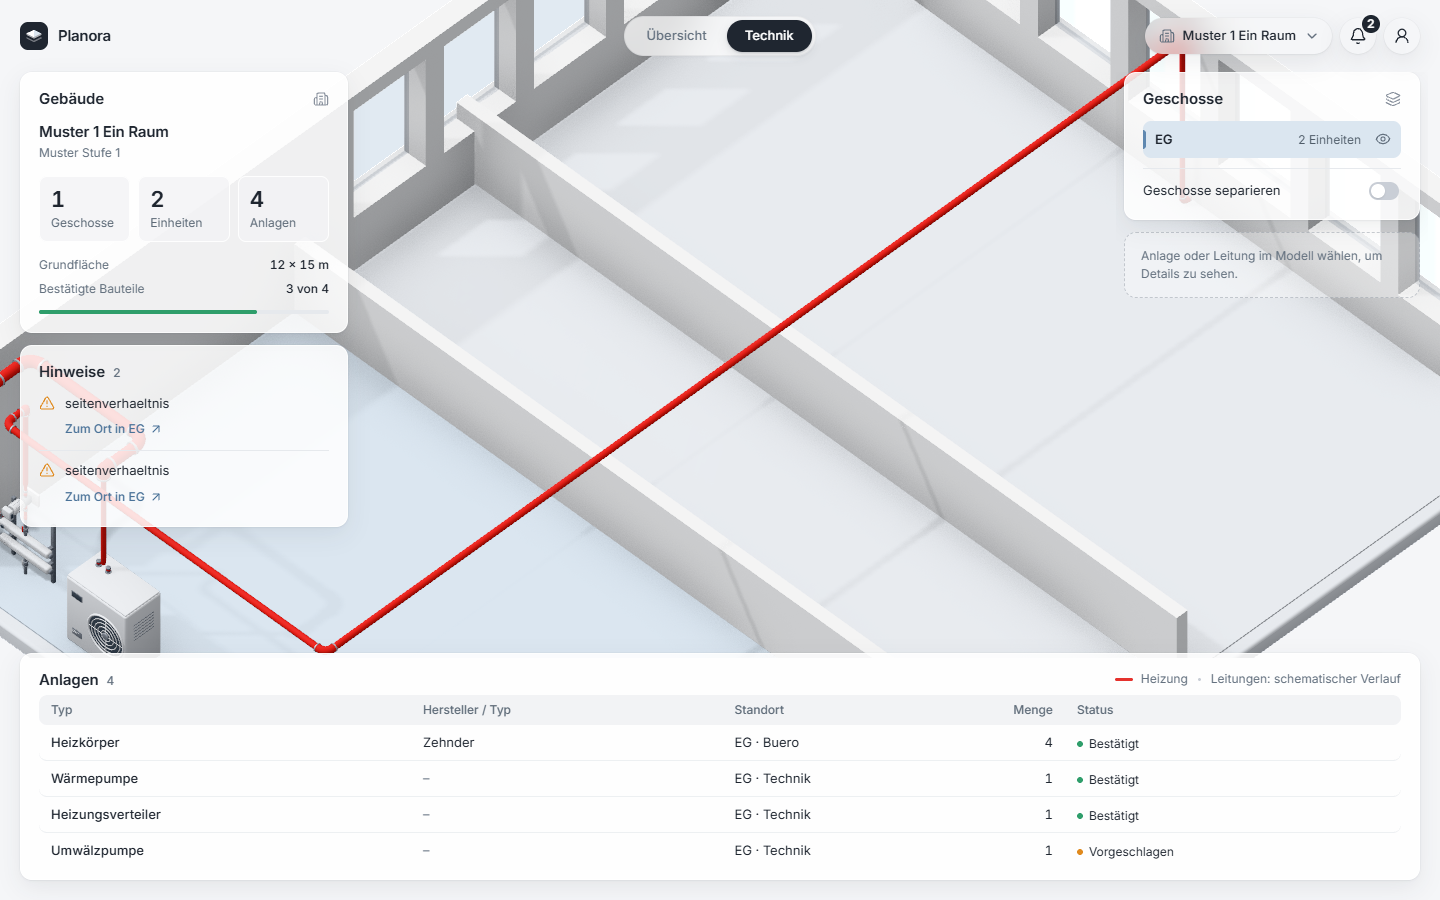 Planora
Übersicht
Technik
Muster 1 Ein Raum
2
Gebäude
Muster 1 Ein Raum
Muster Stufe 1
1
Geschosse
2
Einheiten
4
Anlagen
Grundfläche
12 × 15 m
Bestätigte Bauteile
3 von 4
Hinweise 2
seitenverhaeltnis
Zum Ort in EG
seitenverhaeltnis
Zum Ort in EG
Geschosse
EG
2 Einheiten
Geschosse separieren
Anlage oder Leitung im Modell wählen, um
Details zu sehen.
Anlagen 4
Heizung • Leitungen: schematischer Verlauf
Typ Hersteller / Typ Standort Menge Status
Heizkörper Zehnder EG · Buero 4 Bestätigt
Wärmepumpe – EG · Technik 1 Bestätigt
Heizungsverteiler – EG · Technik 1 Bestätigt
Umwälzpumpe – EG · Technik 1 Vorgeschlagen